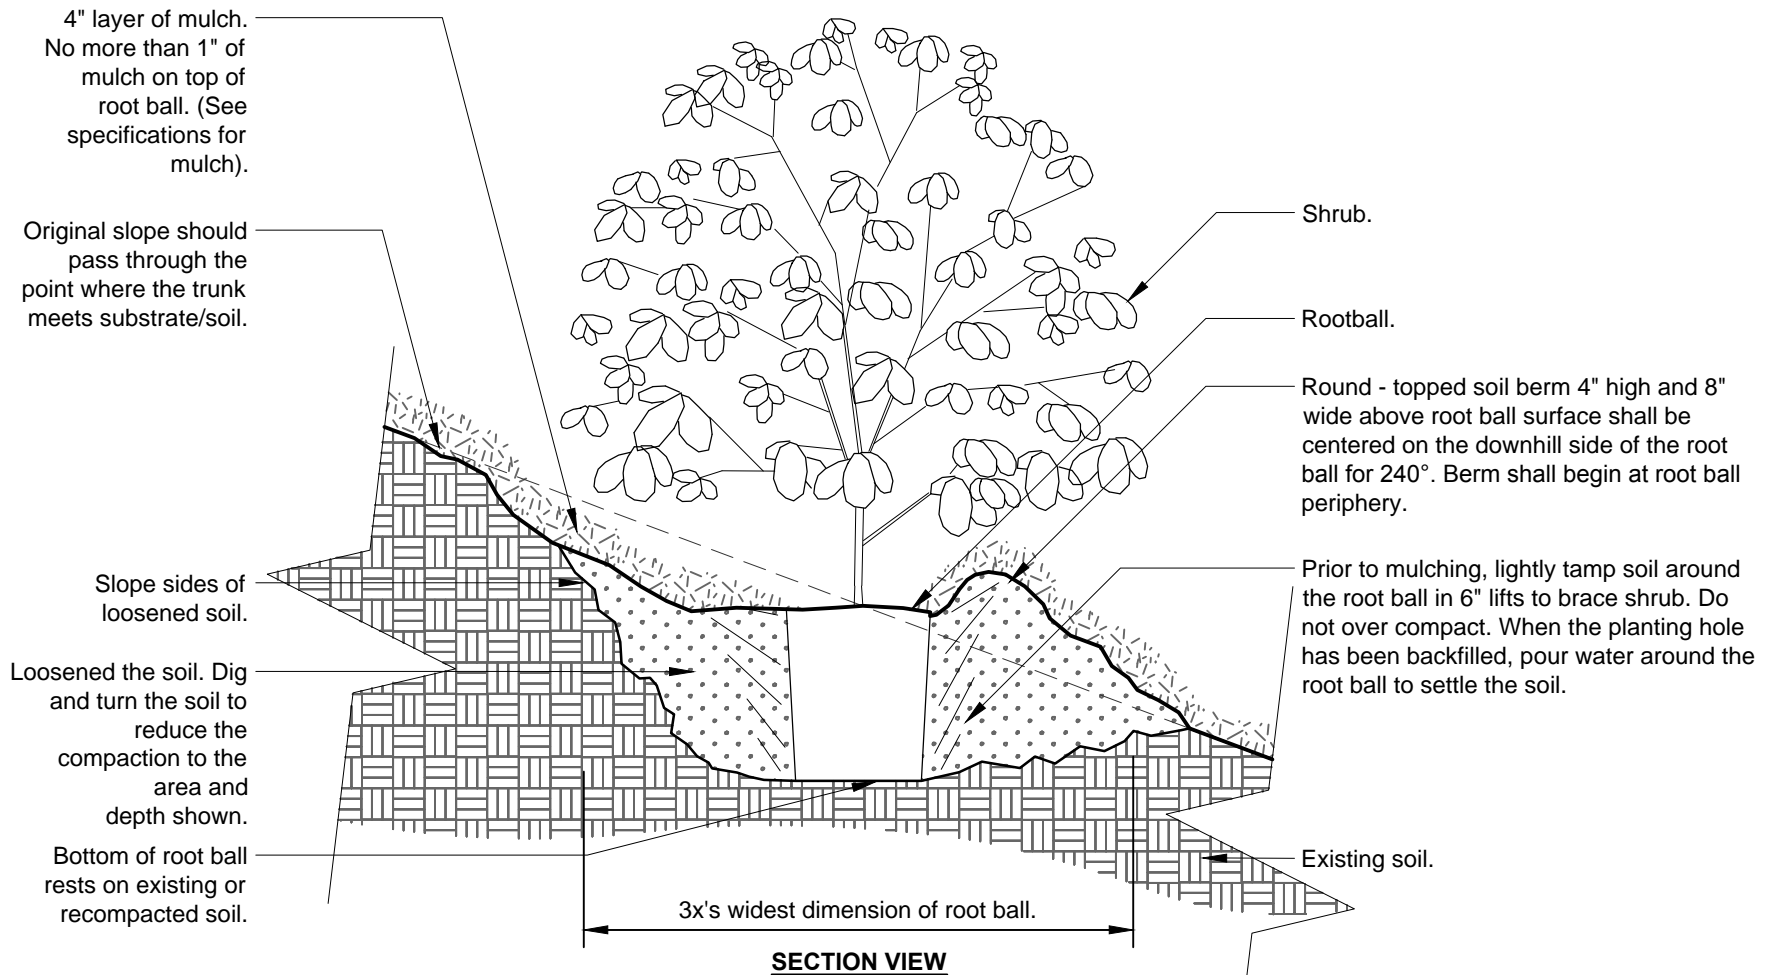 4" layer of mulch.
No more than 1" of
mulch on top of
root ball. (See
specifications for
mulch).
Original slope should
pass through the
point where the trunk
meets substrate/soil.
Slope sides of
loosened soil.
Loosened the soil. Dig
and turn the soil to
reduce the
compaction to the
area and
depth shown.
Bottom of root ball
rests on existing or
recompacted soil.
Shrub.
Rootball.
Round - topped soil berm 4" high and 8"
wide above root ball surface shall be
centered on the downhill side of the root
ball for 240°. Berm shall begin at root ball
periphery.
Prior to mulching, lightly tamp soil around
the root ball in 6" lifts to brace shrub. Do
not over compact. When the planting hole
has been backfilled, pour water around the
root ball to settle the soil.
Existing soil.
3x's widest dimension of root ball.
SECTION VIEW